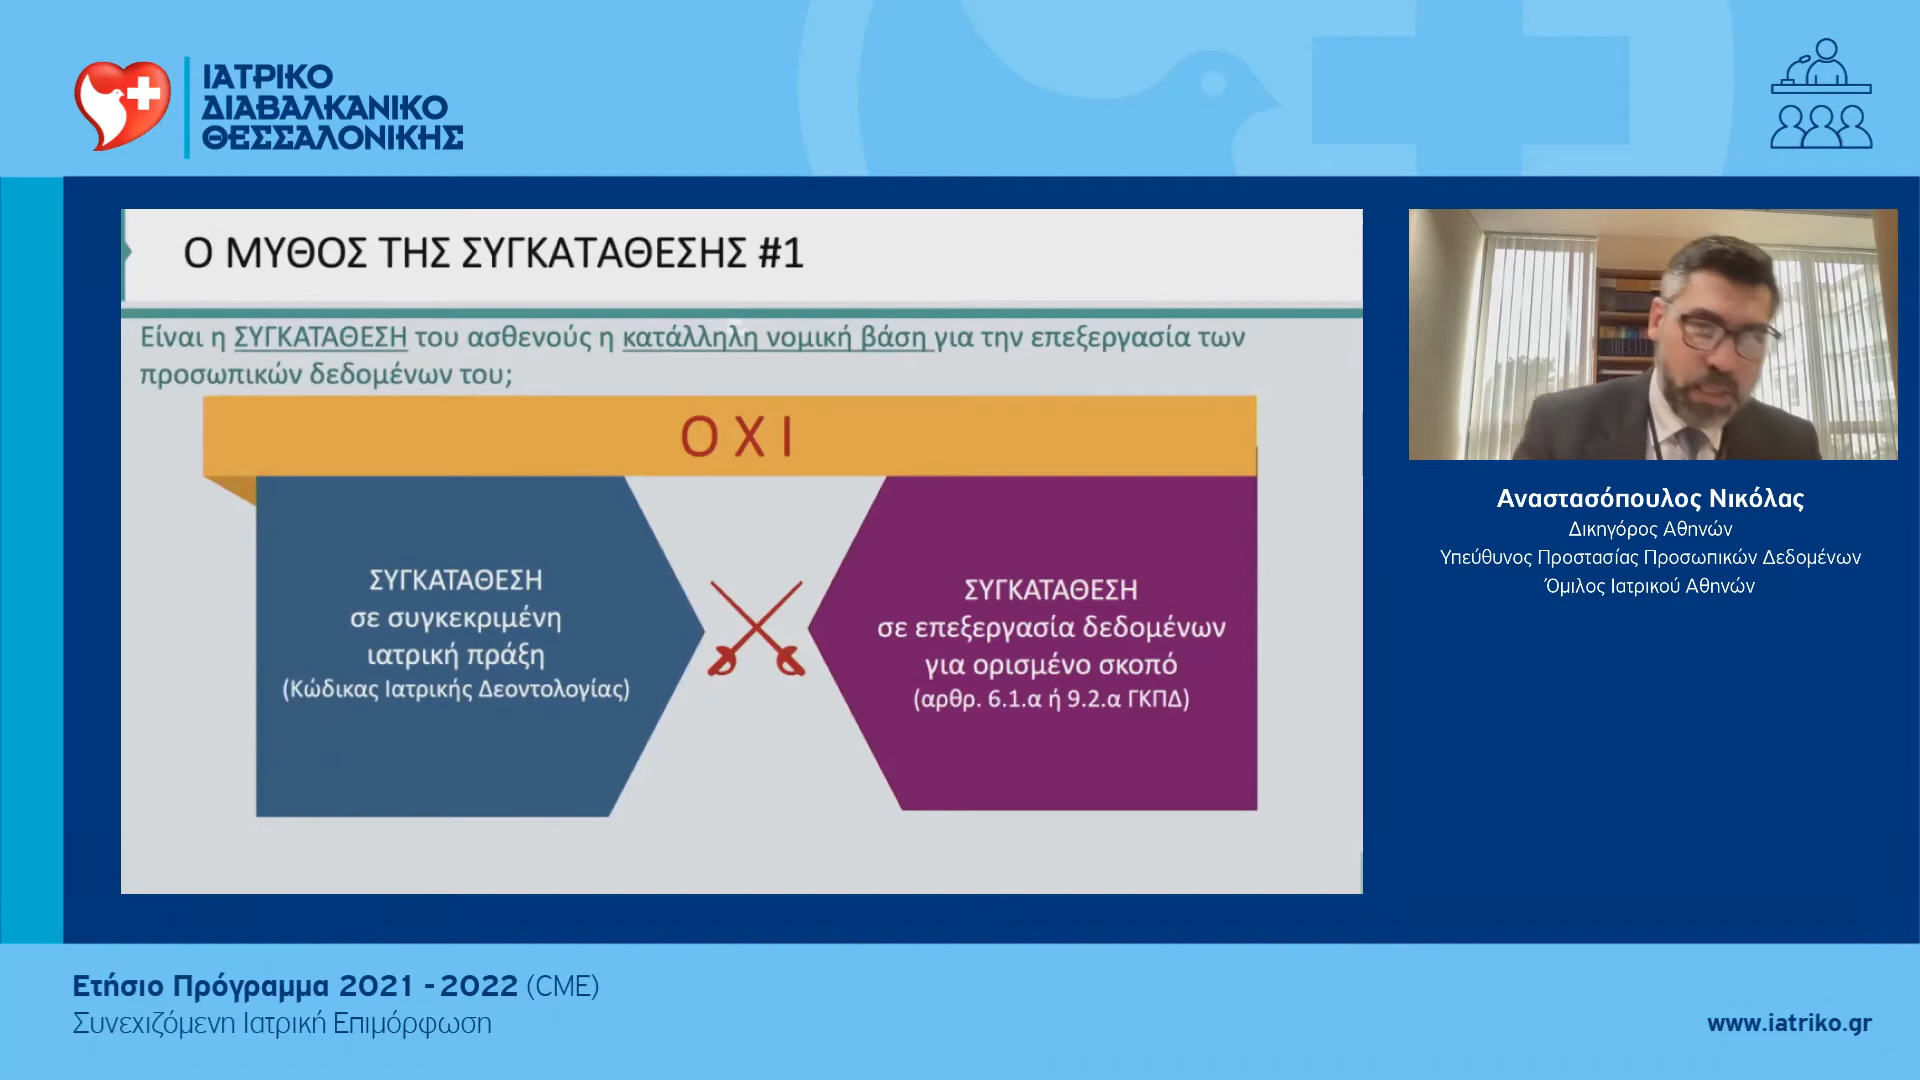 ΙΑΤΡΙΚΟ
ΔΙΑΒΑΛΚΑΝΙΚΟ
ΘΕΣΣΑΛΟΝΙΚΗΣ
Ο ΜΥΘΟΣ ΤΗΣ ΣΥΓΚΑΤΑΘΕΣΗΣ #1
Είναι η ΣΥΓΚΑΤΑΘΕΣΗ του ασθενούς η κατάλληλη νομική βάση για την επεξεργασία των
προσωπικών δεδομένων του;
Ο Χ Ι
ΣΥΓΚΑΤΑΘΕΣΗ
σε συγκεκριμένη
ιατρική πράξη
(Κώδικας Ιατρικής Δεοντολογίας)
ΣΥΓΚΑΤΑΘΕΣΗ
σε επεξεργασία δεδομένων
για ορισμένο σκοπό
(αρθρ. 6.1.α ή 9.2.α ΓΚΠΔ)
Αναστασόπουλος Νικόλας
Δικηγόρος Αθηνών
Υπεύθυνος Προστασίας Προσωπικών Δεδομένων
Όμιλος Ιατρικού Αθηνών
Ετήσιο Πρόγραμμα 2021 - 2022 (CME)
Συνεχιζόμενη Ιατρική Επιμόρφωση
www.iatriko.gr